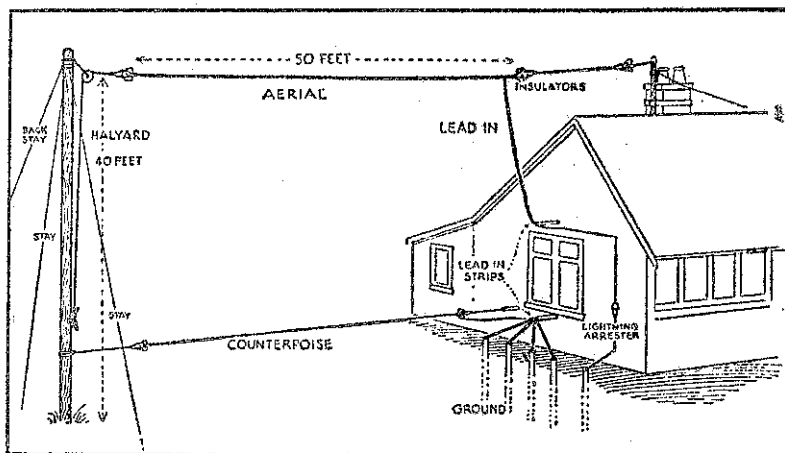 50 FEET
AERIAL
INSULATORS
BACK
STAY
HALYARD
40 FEET
LEAD IN
STAY
LEAD IN
STRIPS
STAY
COUNTERPOISE
LIGHTNING
ARRESTER
GROUND